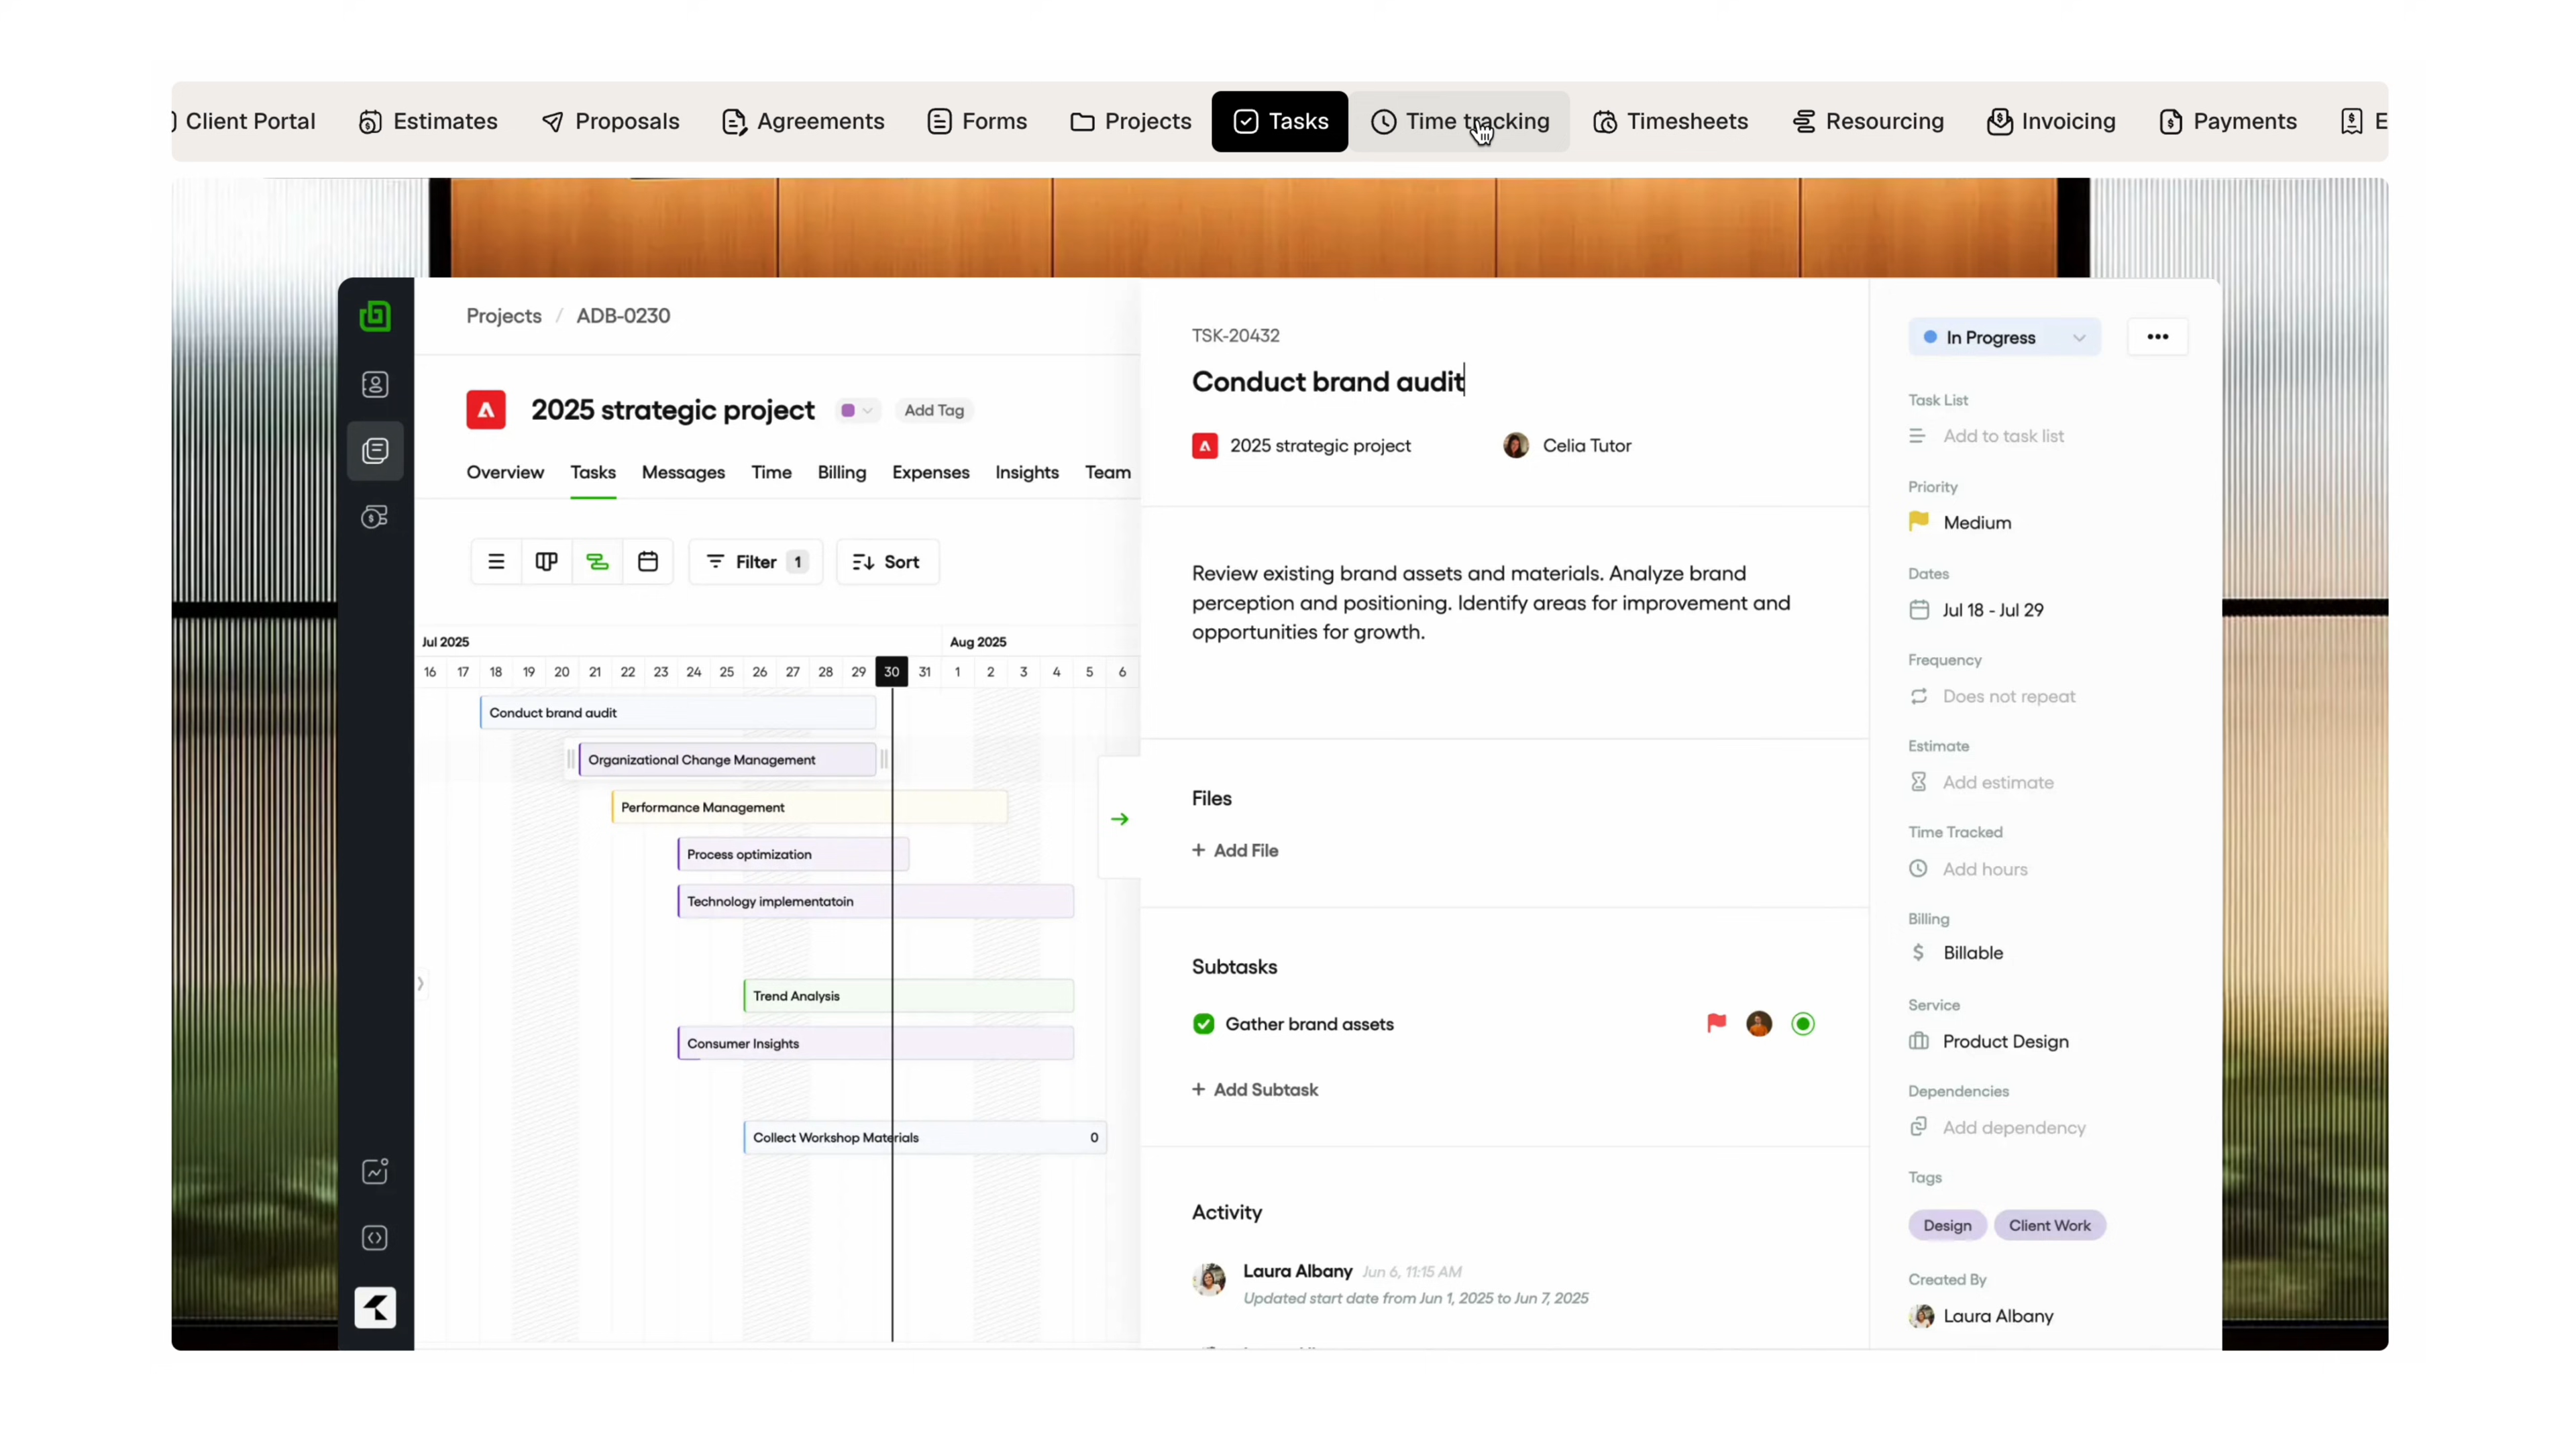 Client Portal
Estimates
Proposals
Agreements
Forms
Projects
Tasks
Time tracking
Timesheets
Resourcing
Invoicing
Payments
E
Projects / ADB-0230
2025 strategic project
Add Tag
Overview
Tasks
Messages
Time
Billing
Expenses
Insights
Team
Filter 1
Sort
Jul 2025
Aug 2025
16 17 18 19 20 21 22 23 24 25 26 27 28 29 30 31 1 2 3 4 5 6
Conduct brand audit
Organizational Change Management
Performance Management
Process optimization
Technology implementatoin
Trend Analysis
Consumer Insights
Collect Workshop Materials 0
TSK-20432
Conduct brand audit
2025 strategic project
Celia Tutor
Review existing brand assets and materials. Analyze brand
perception and positioning. Identify areas for improvement and
opportunities for growth.
Files
+ Add File
Subtasks
Gather brand assets
+ Add Subtask
Activity
Laura Albany Jun 6, 11:15 AM
Updated start date from Jun 1, 2025 to Jun 7, 2025
In Progress
Task List
Add to task list
Priority
Medium
Dates
Jul 18 - Jul 29
Frequency
Does not repeat
Estimate
Add estimate
Time Tracked
Add hours
Billing
$ Billable
Service
Product Design
Dependencies
Add dependency
Tags
Design
Client Work
Created By
Laura Albany